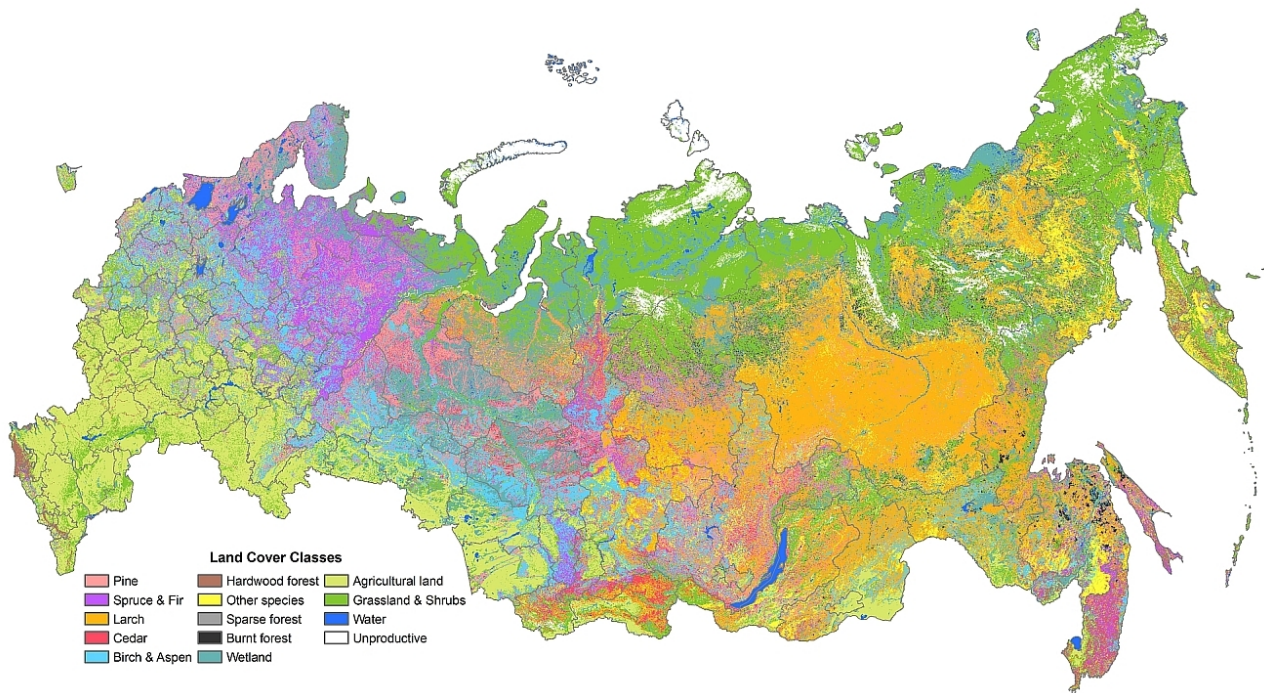 Land Cover Classes
Pine
Spruce & Fir
Larch
Cedar
Birch & Aspen
Hardwood forest
Other species
Sparse forest
Burnt forest
Wetland
Agricultural land
Grassland & Shrubs
Water
Unproductive